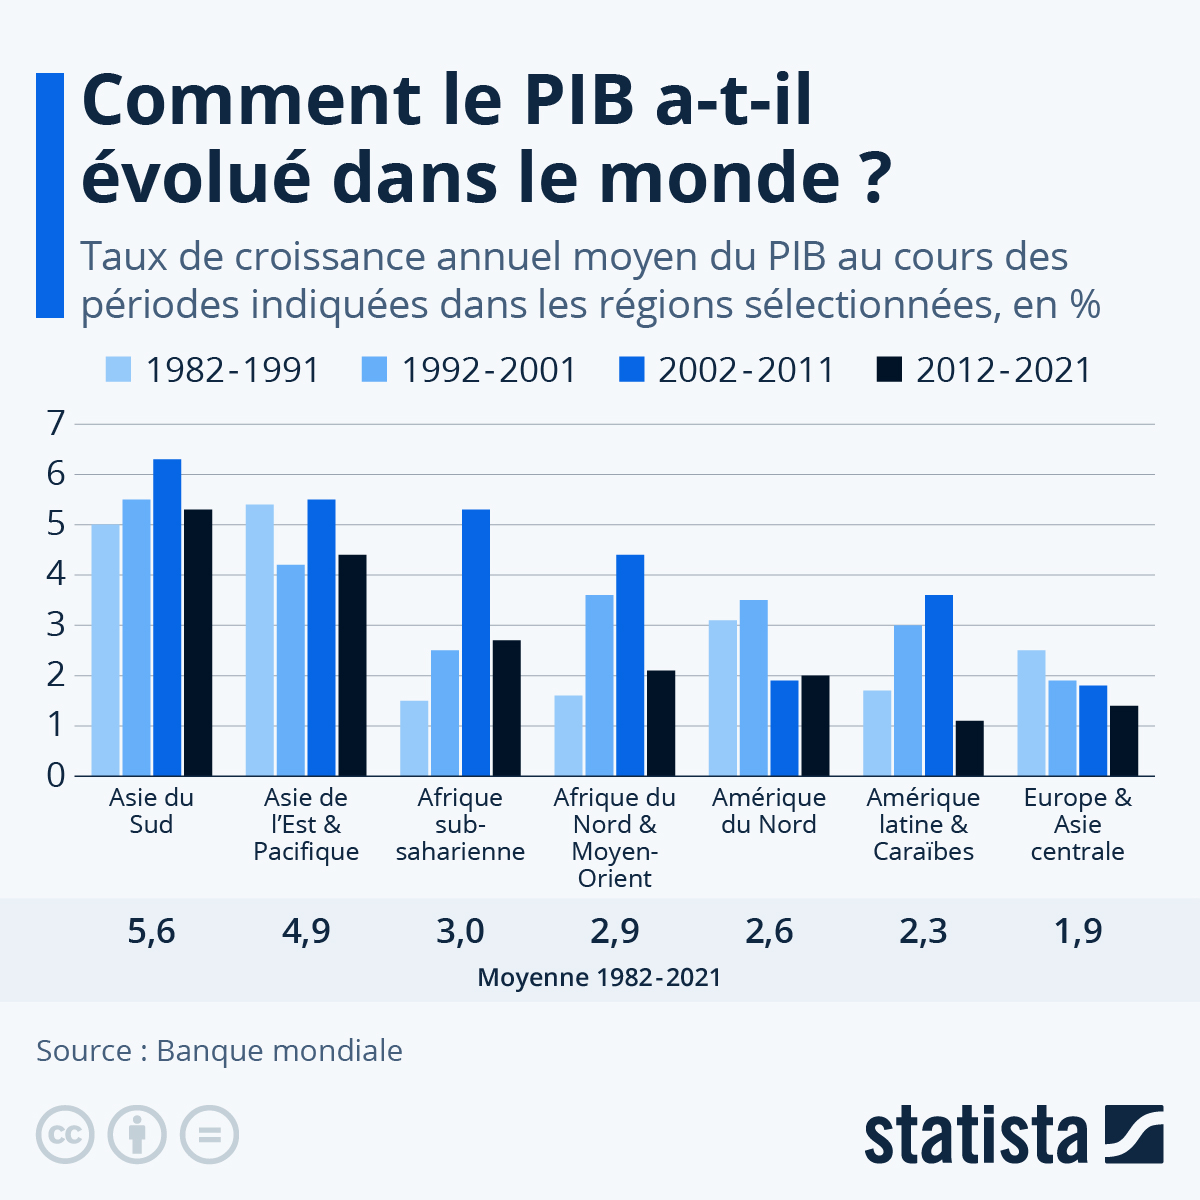 Comment le PIB a-t-il
évolué dans le monde ?
Taux de croissance annuel moyen du PIB au cours des
périodes indiquées dans les régions sélectionnées, en %
1982-1991 1992-2001 2002-2011 2012-2021
7
6
5
4
3
2
1
0
Asie du
Sud
Asie de
l'Est &
Pacifique
Afrique
sub-
saharienne
Afrique du
Nord &
Moyen-
Orient
Amérique
du Nord
Amérique
latine &
Caraïbes
Europe &
Asie
centrale
5,6 4,9 3,0 2,9 2,6 2,3 1,9
Moyenne 1982-2021
Source : Banque mondiale
cc
statista